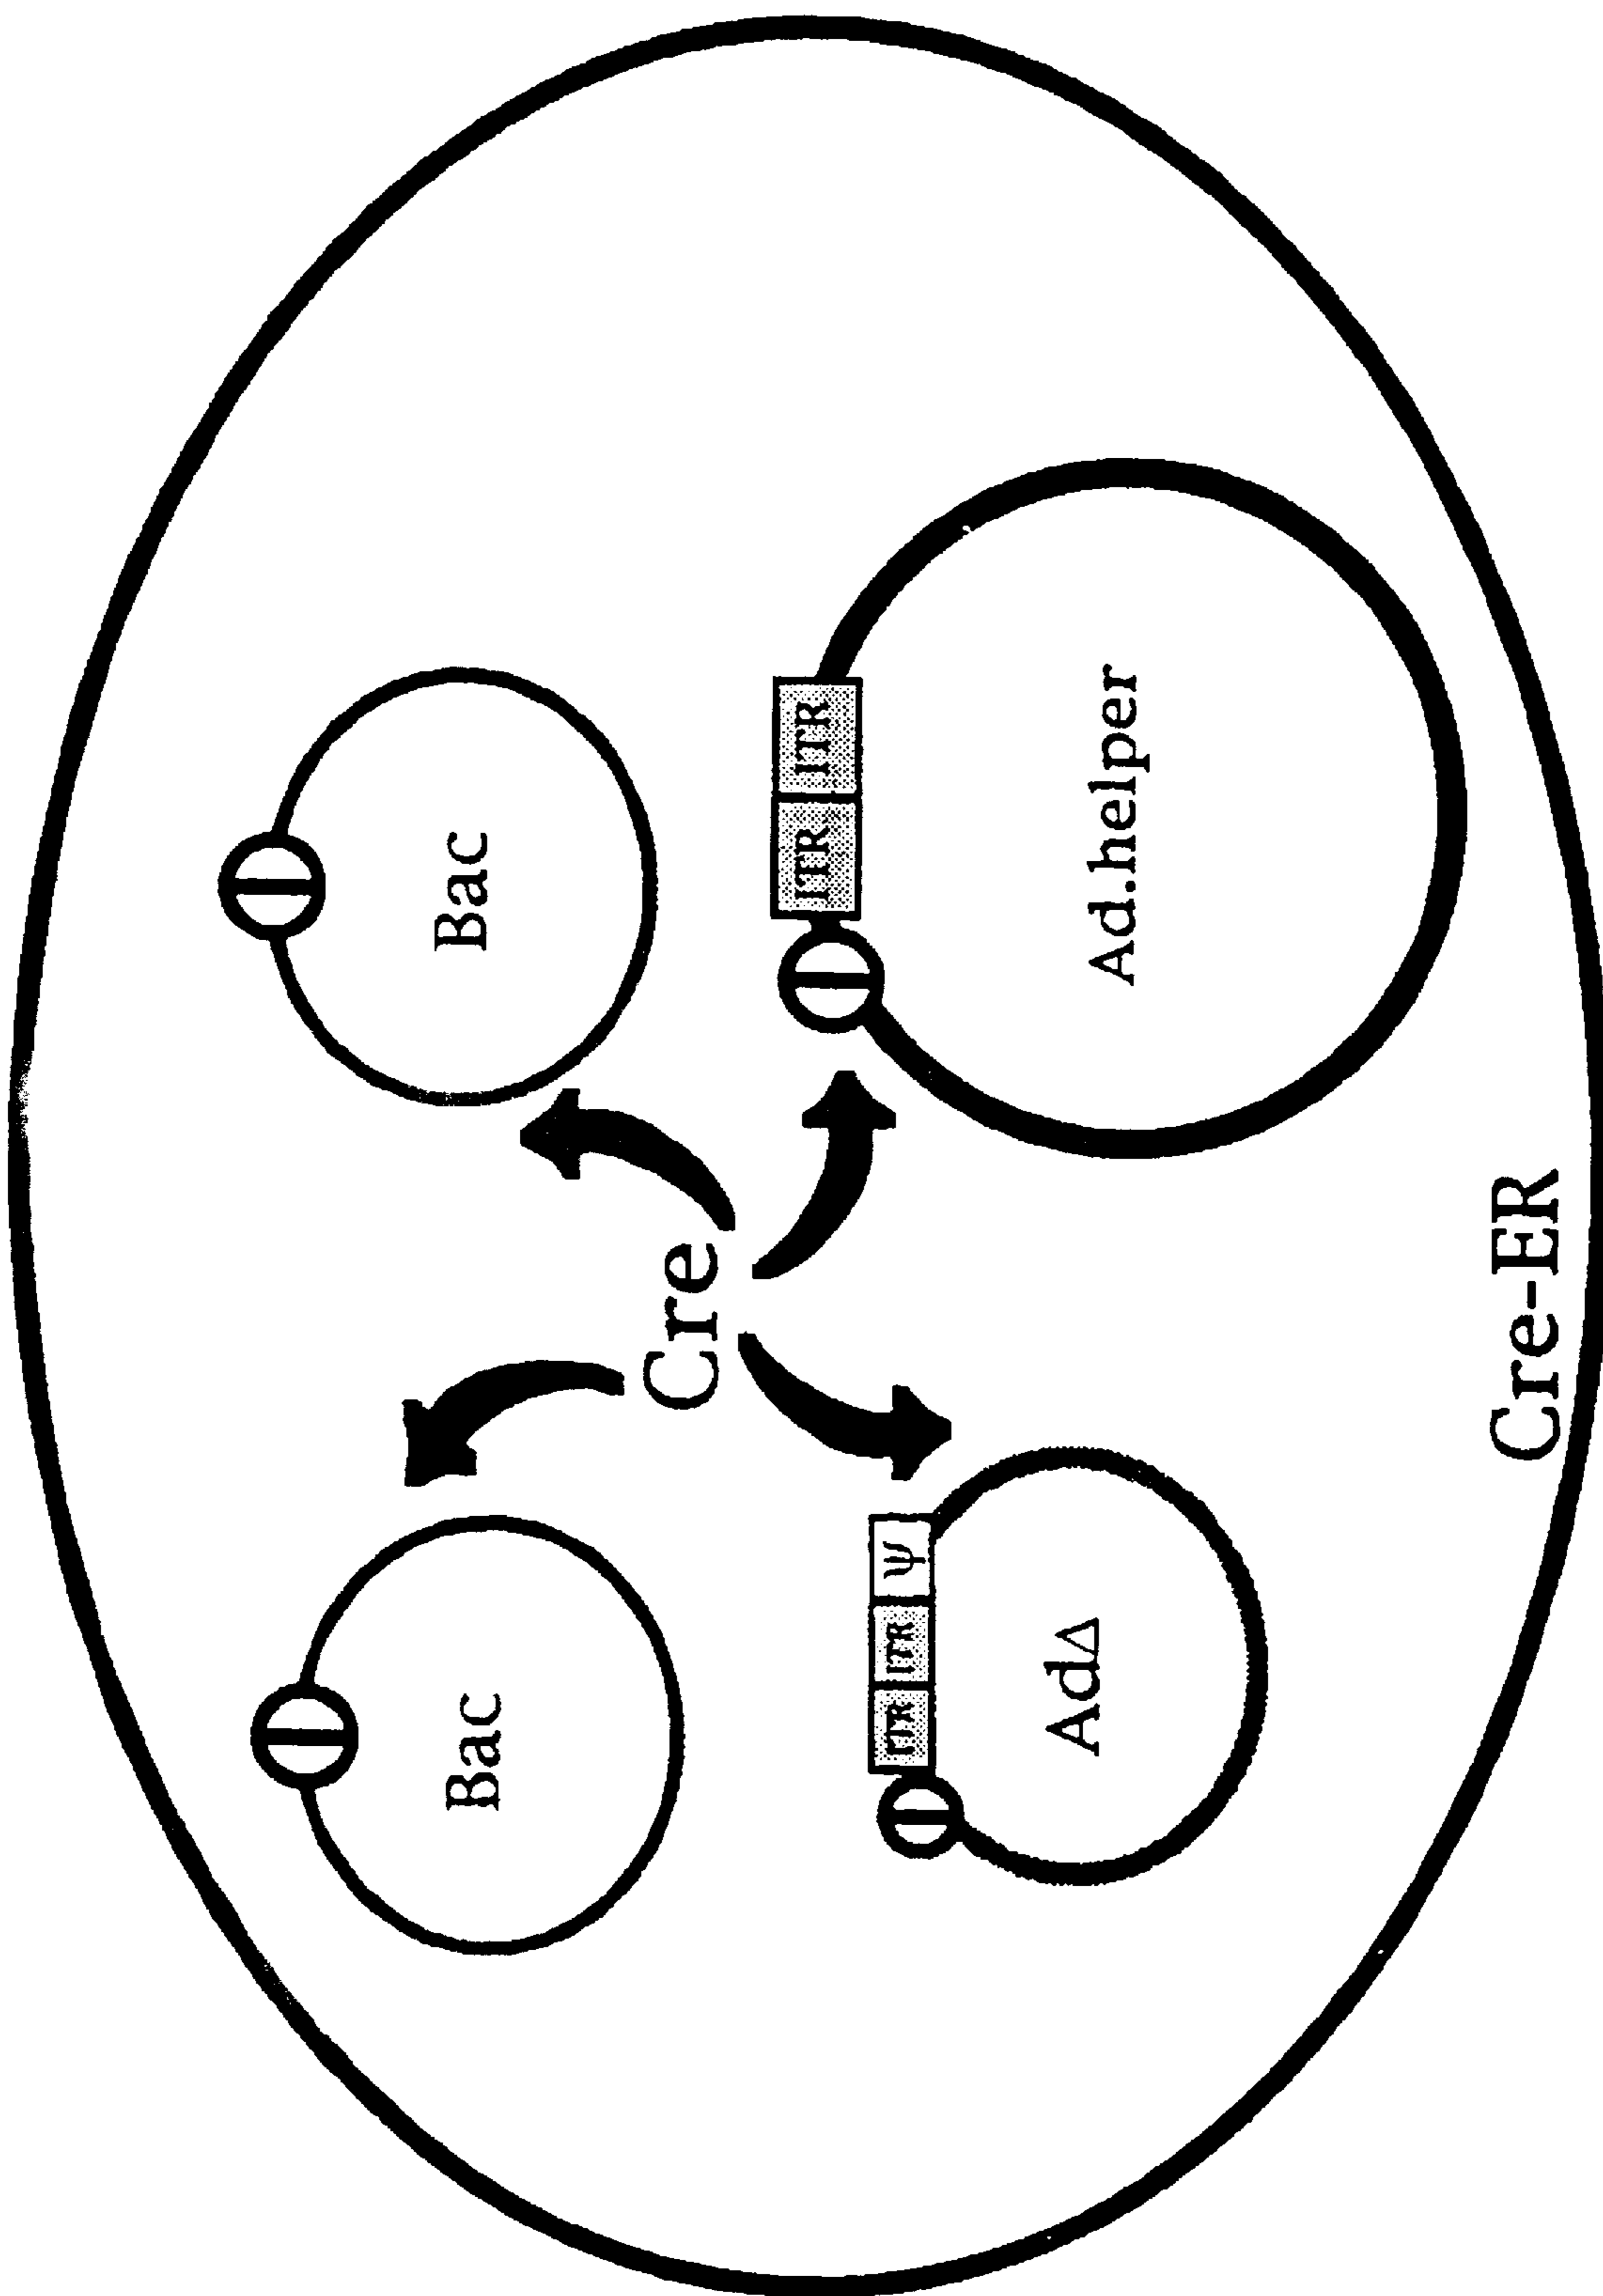 Bac
Bac
Cre
ITR ITR ψ
ITR ITR
AdΔ
Ad.helper
Cre-ER